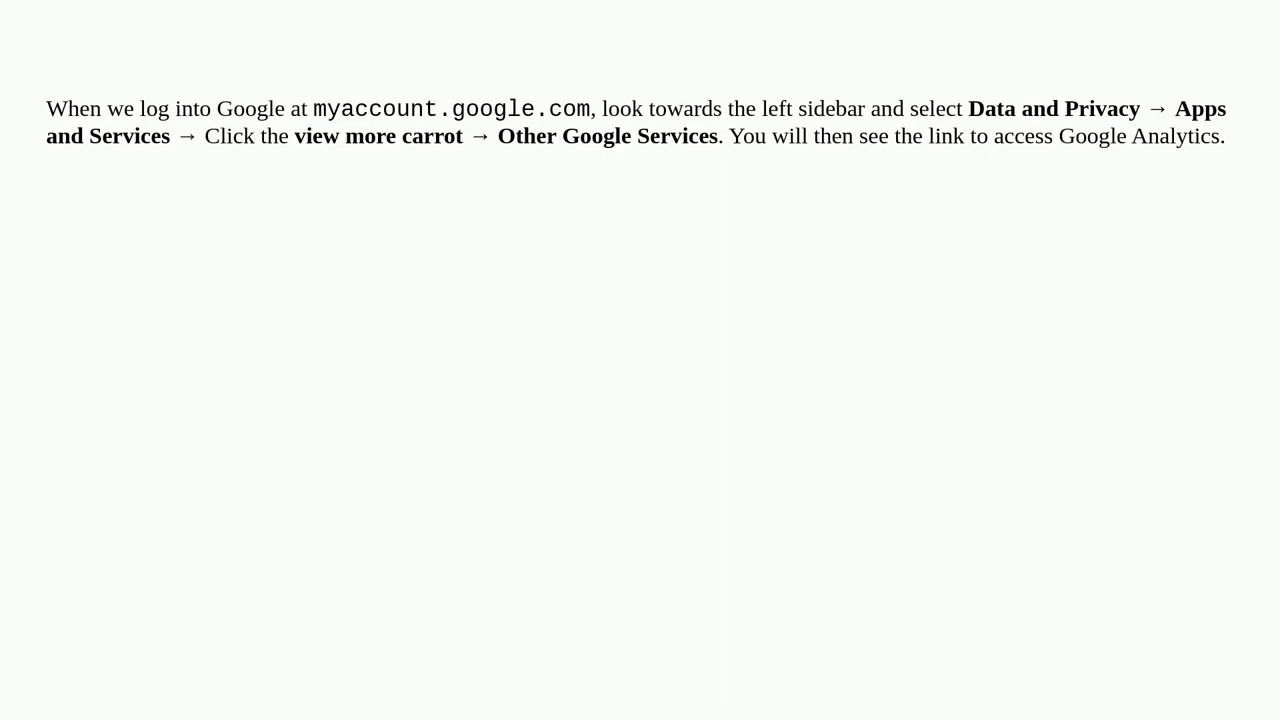 When we log into Google at myaccount.google.com, look towards the left sidebar and select Data and Privacy → Apps
and Services → Click the view more carrot → Other Google Services. You will then see the link to access Google Analytics.